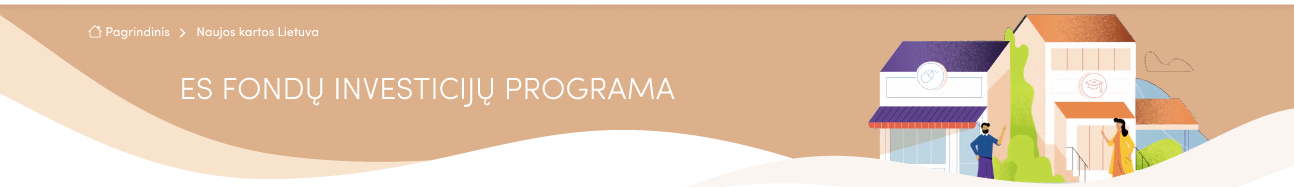 Pagrindinis > Naujos kartos Lietuva
ES FONDŲ INVESTICIJŲ PROGRAMA